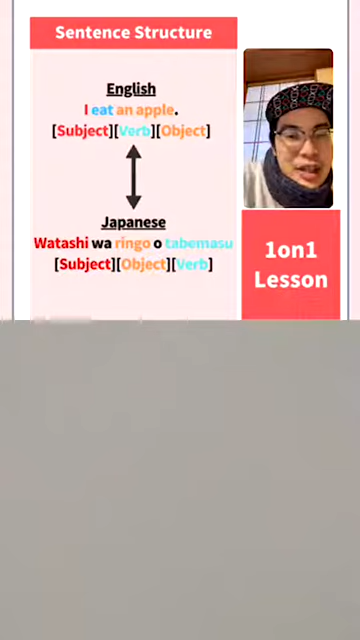 Sentence Structure
English
I eat an apple.
[Subject][Verb][Object]
Japanese
Watashi wa ringo o tabemasu
[Subject][Object][Verb]
1on1
Lesson